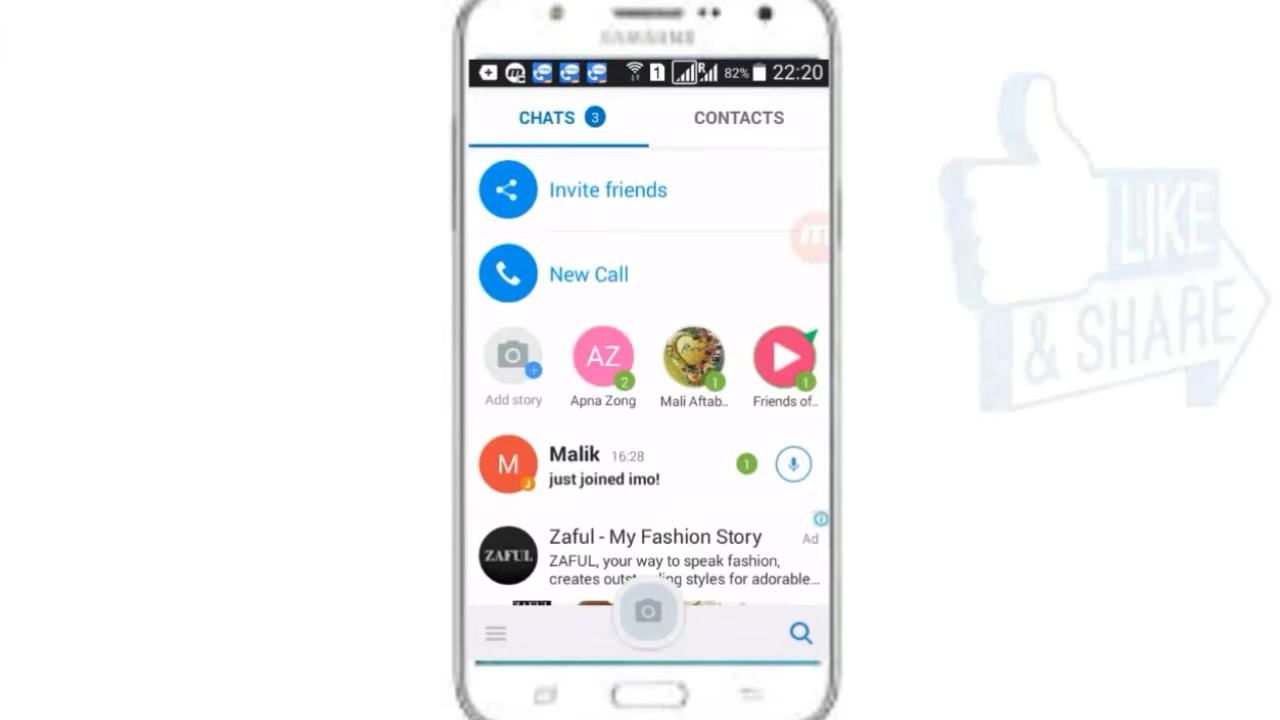 SAMSUNG
1 R 82% 22:20
CHATS 3 CONTACTS
Invite friends
m
New Call
AZ 2 1 1
Add story Apna Zong Mali Aftab.. Friends of..
M Malik 16:28 1
just joined imo!
Zaful - My Fashion Story Ad
ZAFUL ZAFUL, your way to speak fashion,
creates outstanding styles for adorable...
LIKE
& SHARE